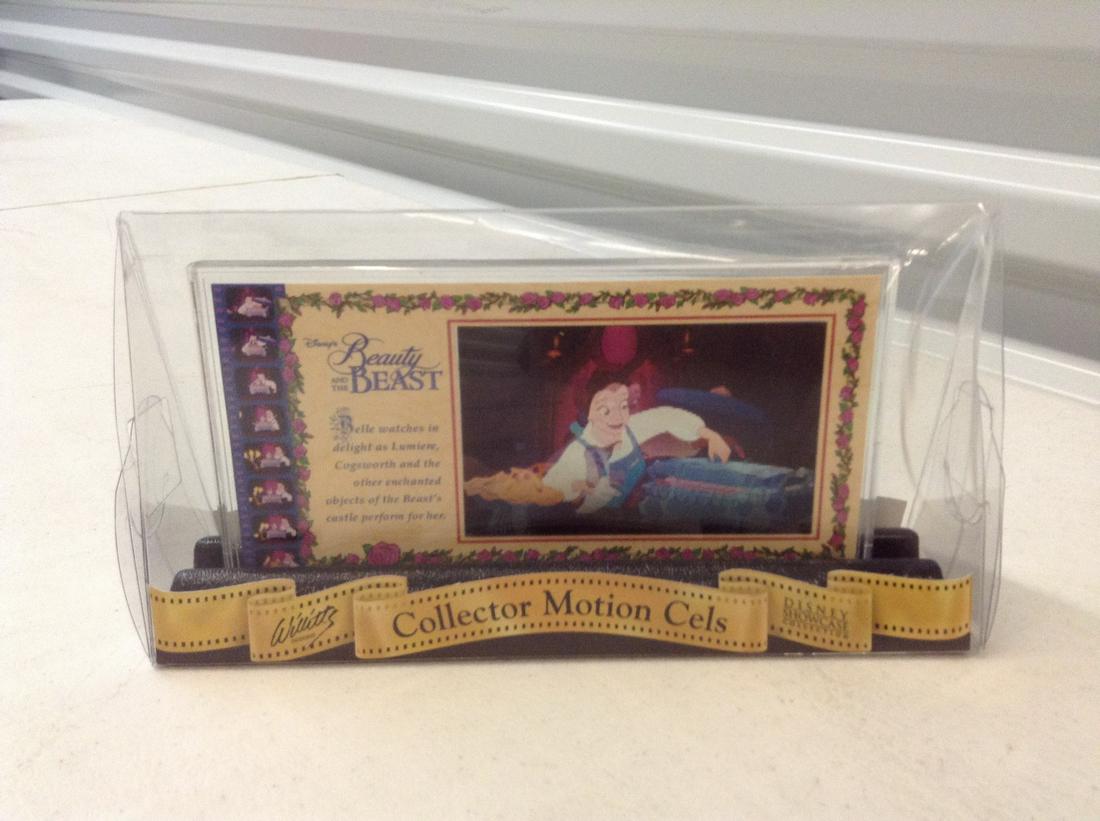 Disney's
Beauty
AND THE BEAST
Belle watches in
delight as Lumiere,
Cogsworth and the
other enchanted
objects of the Beast's
castle perform for her.
Willitts
Collector Motion Cels
DISNEY
SHOWCASE
COLLECTION